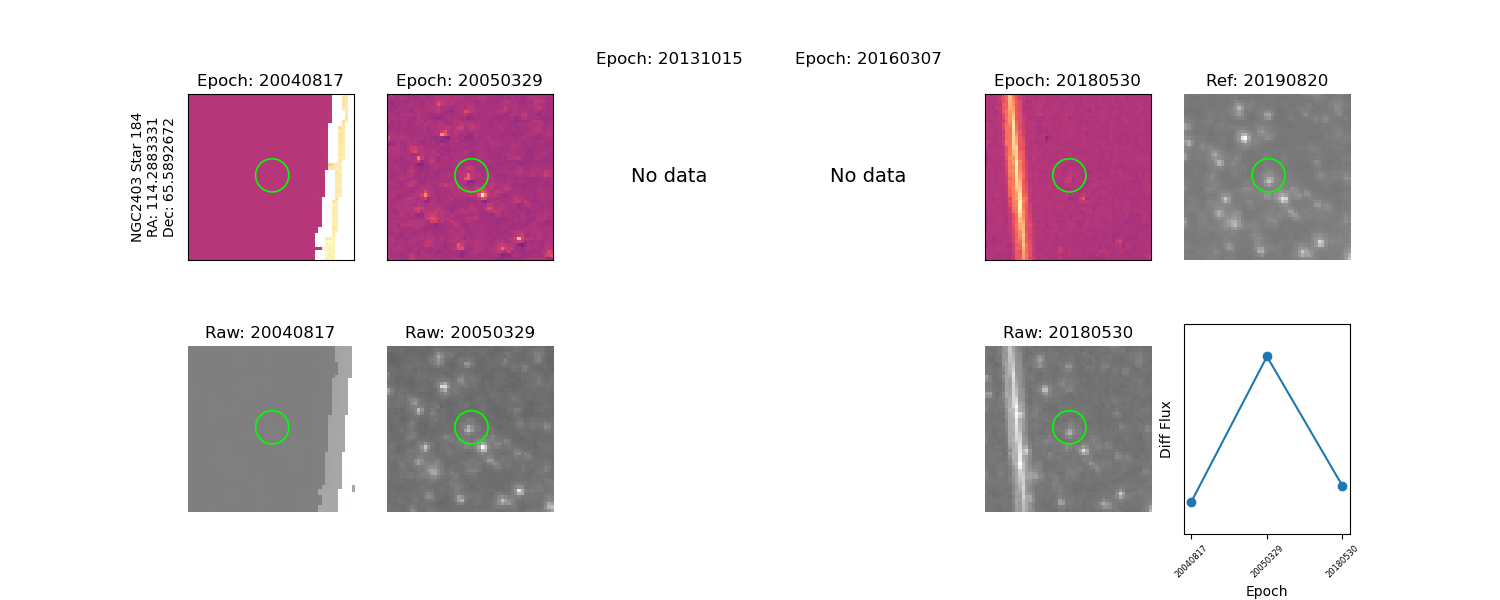 Epoch: 20131015
Epoch: 20160307
Epoch: 20040817
Epoch: 20050329
Epoch: 20180530
Ref: 20190820
NGC2403 Star 184
RA: 114.2883331
Dec: 65.5892672
No data
No data
Raw: 20040817
Raw: 20050329
Raw: 20180530
Diff Flux
20040817
20050329
20180530
Epoch